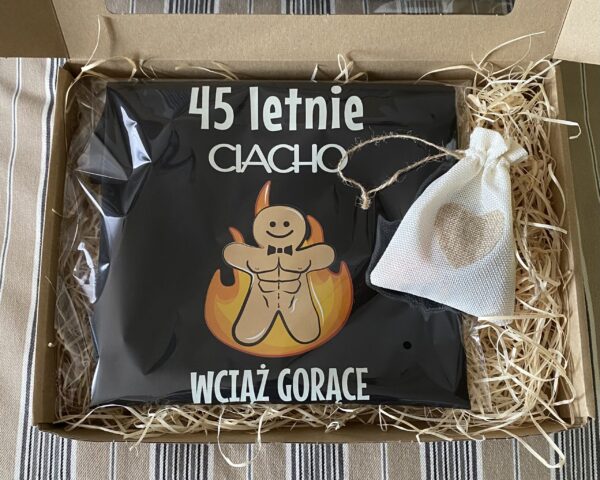 45 letnie
CIACHO
WCIĄŻ GORĄCE